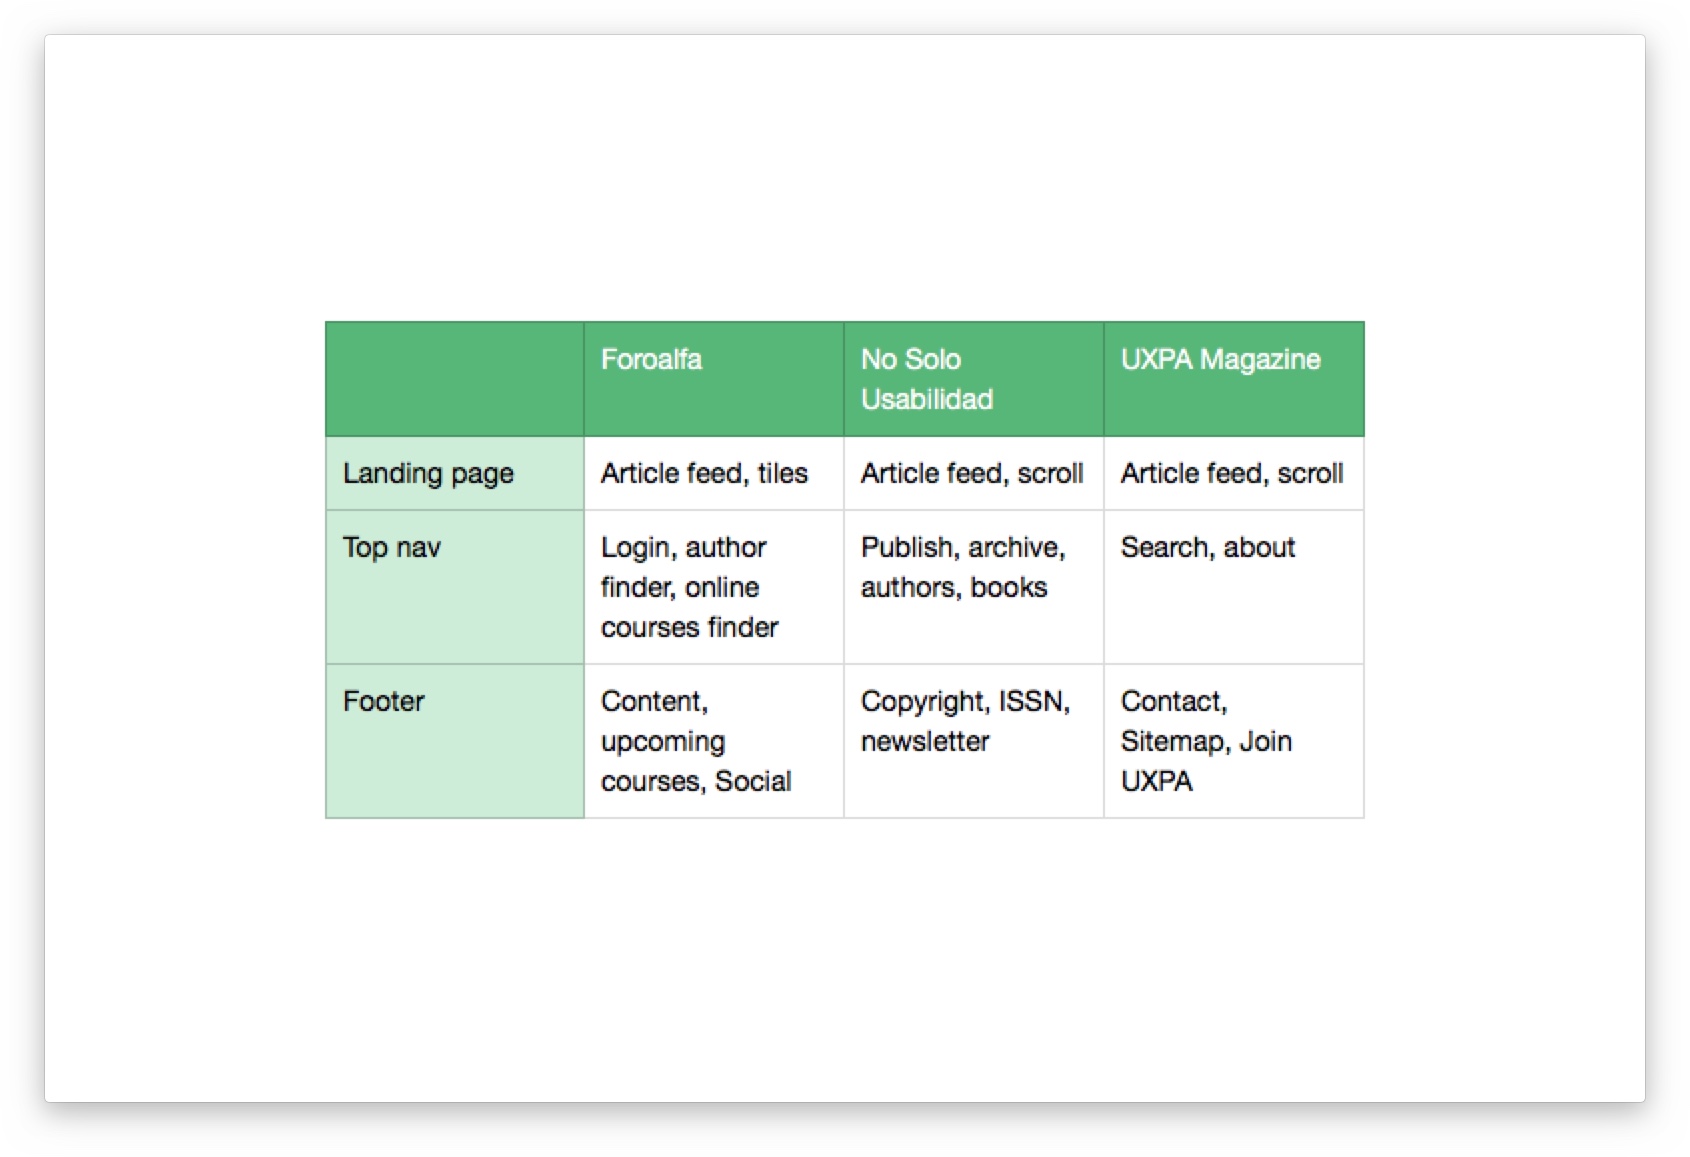 Foroalfa
No Solo
Usabilidad
UXPA Magazine
Landing page
Article feed, tiles
Article feed, scroll
Article feed, scroll
Top nav
Login, author
finder, online
courses finder
Publish, archive,
authors, books
Search, about
Footer
Content,
upcoming
courses, Social
Copyright, ISSN,
newsletter
Contact,
Sitemap, Join
UXPA